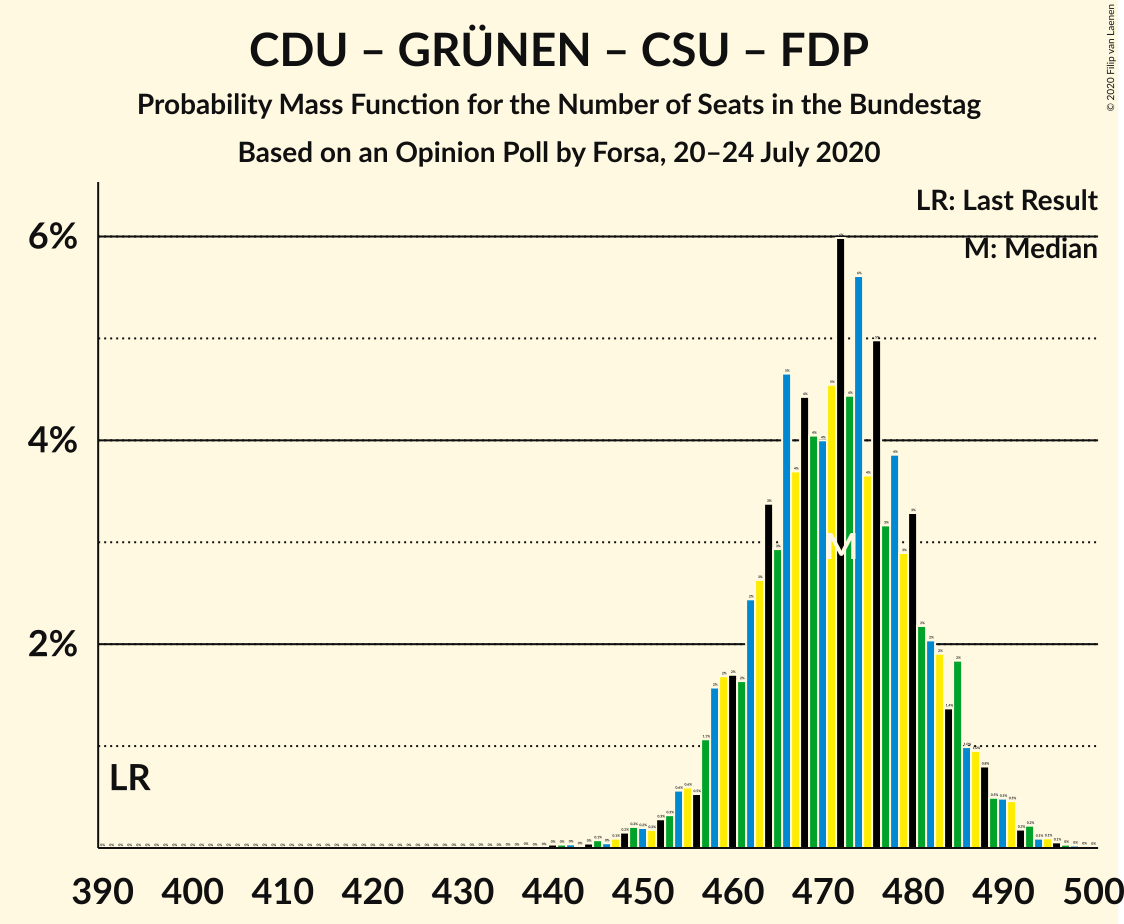 CDU – GRÜNEN – CSU – FDP
Probability Mass Function for the Number of Seats in the Bundestag
Based on an Opinion Poll by Forsa, 20–24 July 2020
© 2020 Filip van Laenen
LR: Last Result
M: Median
6%
4%
2%
M
LR
390 400 410 420 430 440 450 460 470 480 490 500